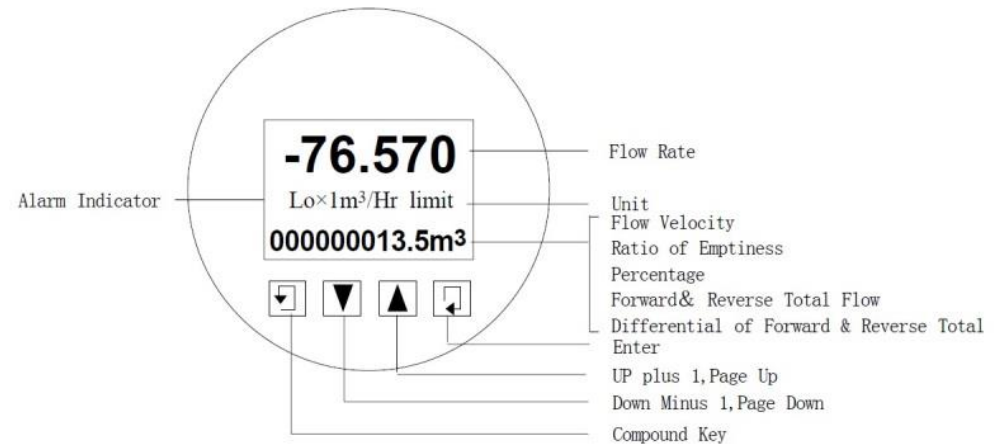 -76.570
Flow Rate
Alarm Indicator
Lo×1m³/Hr limit
Unit
Flow Velocity
000000013.5m³
Ratio of Emptiness
Percentage
Forward& Reverse Total Flow
Differential of Forward & Reverse Total
Enter
UP plus 1,Page Up
Down Minus 1,Page Down
Compound Key